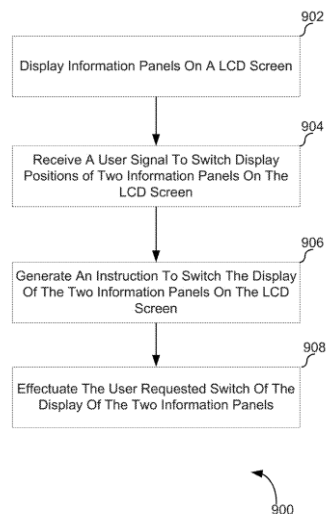 902
Display Information Panels On A LCD Screen
904
Receive A User Signal To Switch Display
Positions of Two Information Panels On The
LCD Screen
906
Generate An Instruction To Switch The Display
Of The Two Information Panels On The LCD
Screen
908
Effectuate The User Requested Switch Of The
Display Of The Two Information Panels
900